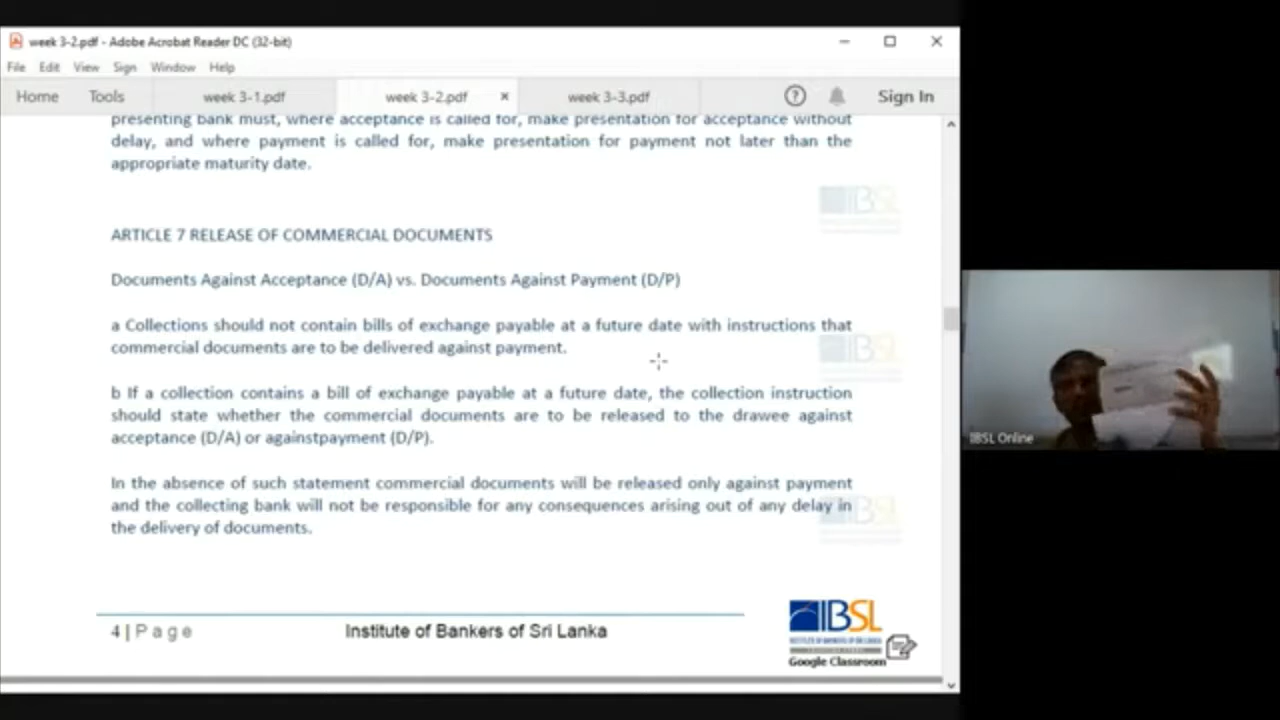 week 3-2.pdf - Adobe Acrobat Reader DC (32-bit)
File Edit View Sign Window Help
Home Tools week 3-1.pdf week 3-2.pdf × week 3-3.pdf ? Sign In
presenting bank must, where acceptance is called for, make presentation for acceptance without
delay, and where payment is called for, make presentation for payment not later than the
appropriate maturity date.
ARTICLE 7 RELEASE OF COMMERCIAL DOCUMENTS
Documents Against Acceptance (D/A) vs. Documents Against Payment (D/P)
a Collections should not contain bills of exchange payable at a future date with instructions that
commercial documents are to be delivered against payment.
b If a collection contains a bill of exchange payable at a future date, the collection instruction
should state whether the commercial documents are to be released to the drawee against
acceptance (D/A) or againstpayment (D/P).
In the absence of such statement commercial documents will be released only against payment
and the collecting bank will not be responsible for any consequences arising out of any delay in
the delivery of documents.
4 | P a g e
Institute of Bankers of Sri Lanka
IBSL
INSTITUTE OF BANKERS OF SRI LANKA
Google Classroom
IBSL Online